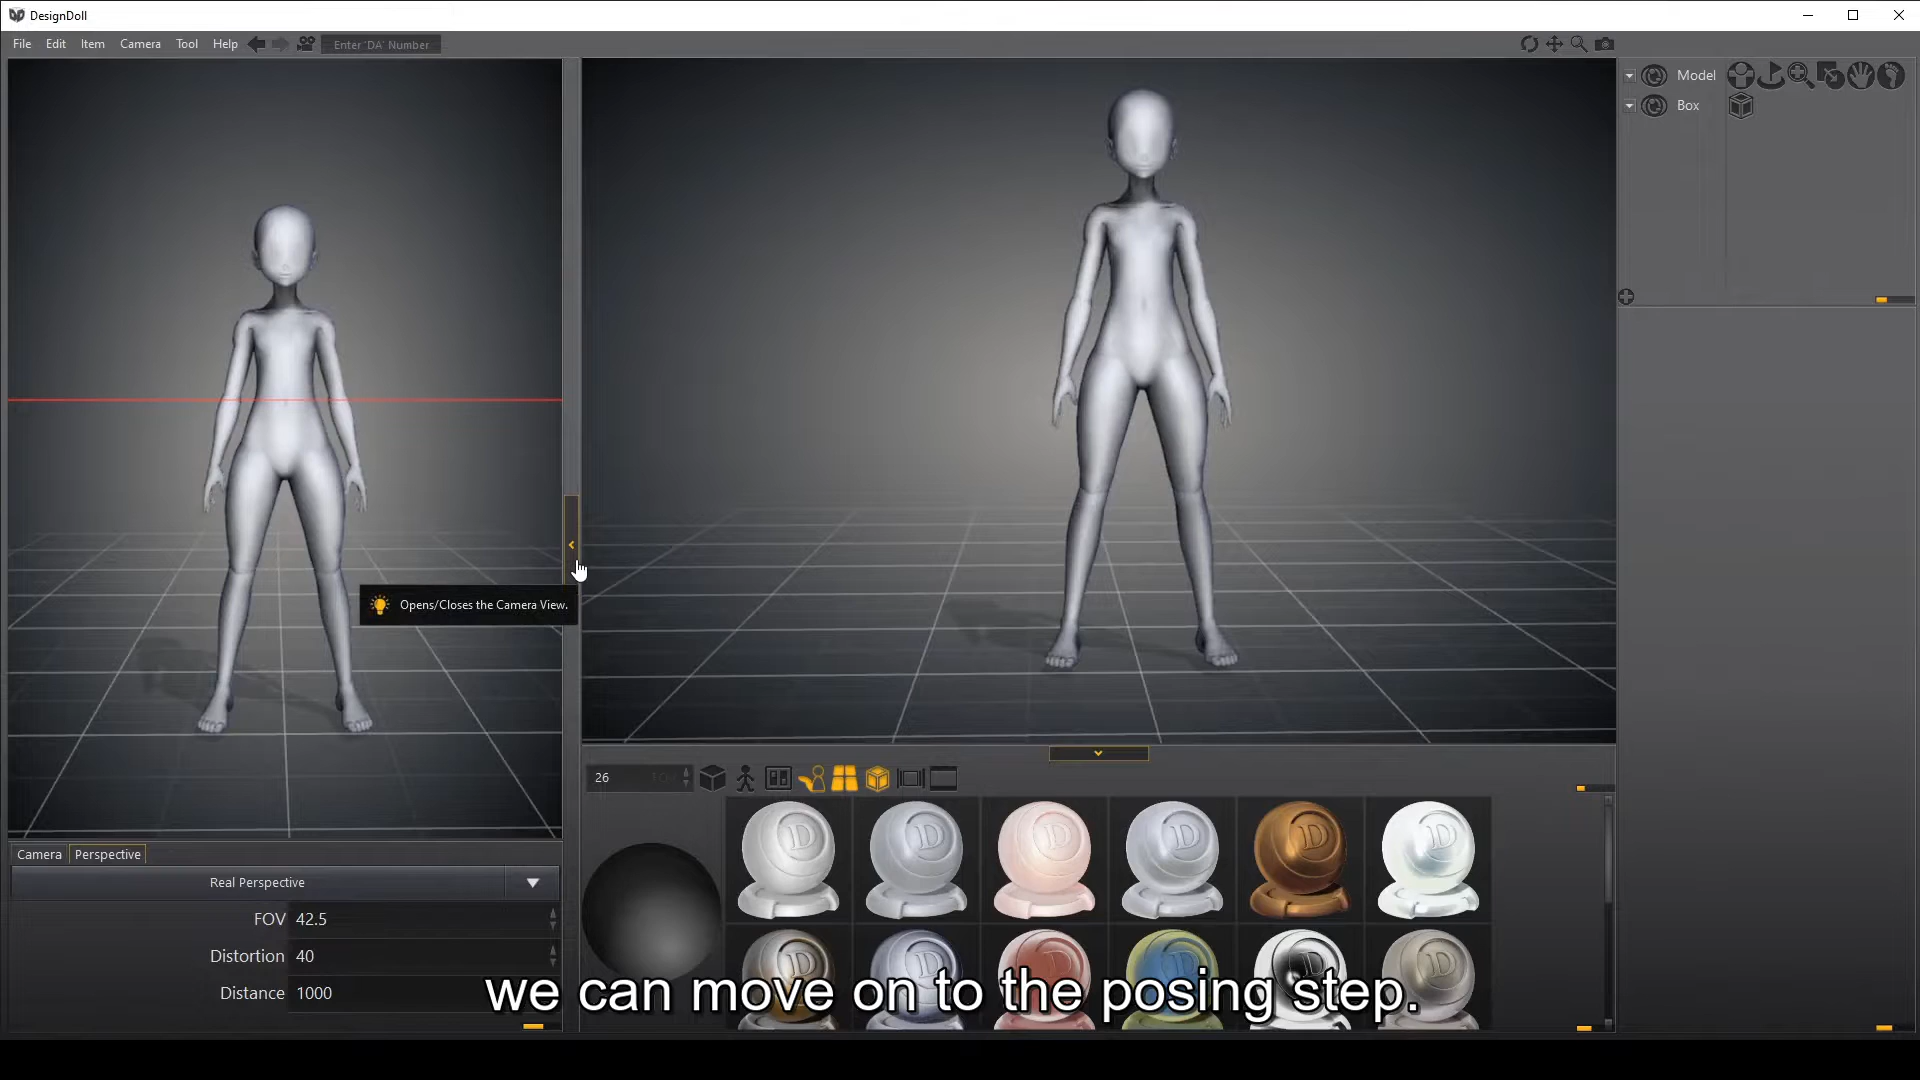 DesignDoll
File Edit Item Camera Tool Help Enter 'DA' Number
Model
Box
Opens/Closes the Camera View.
26
Camera Perspective
Real Perspective
FOV 42.5
Distortion 40
Distance 1000
we can move on to the posing step.